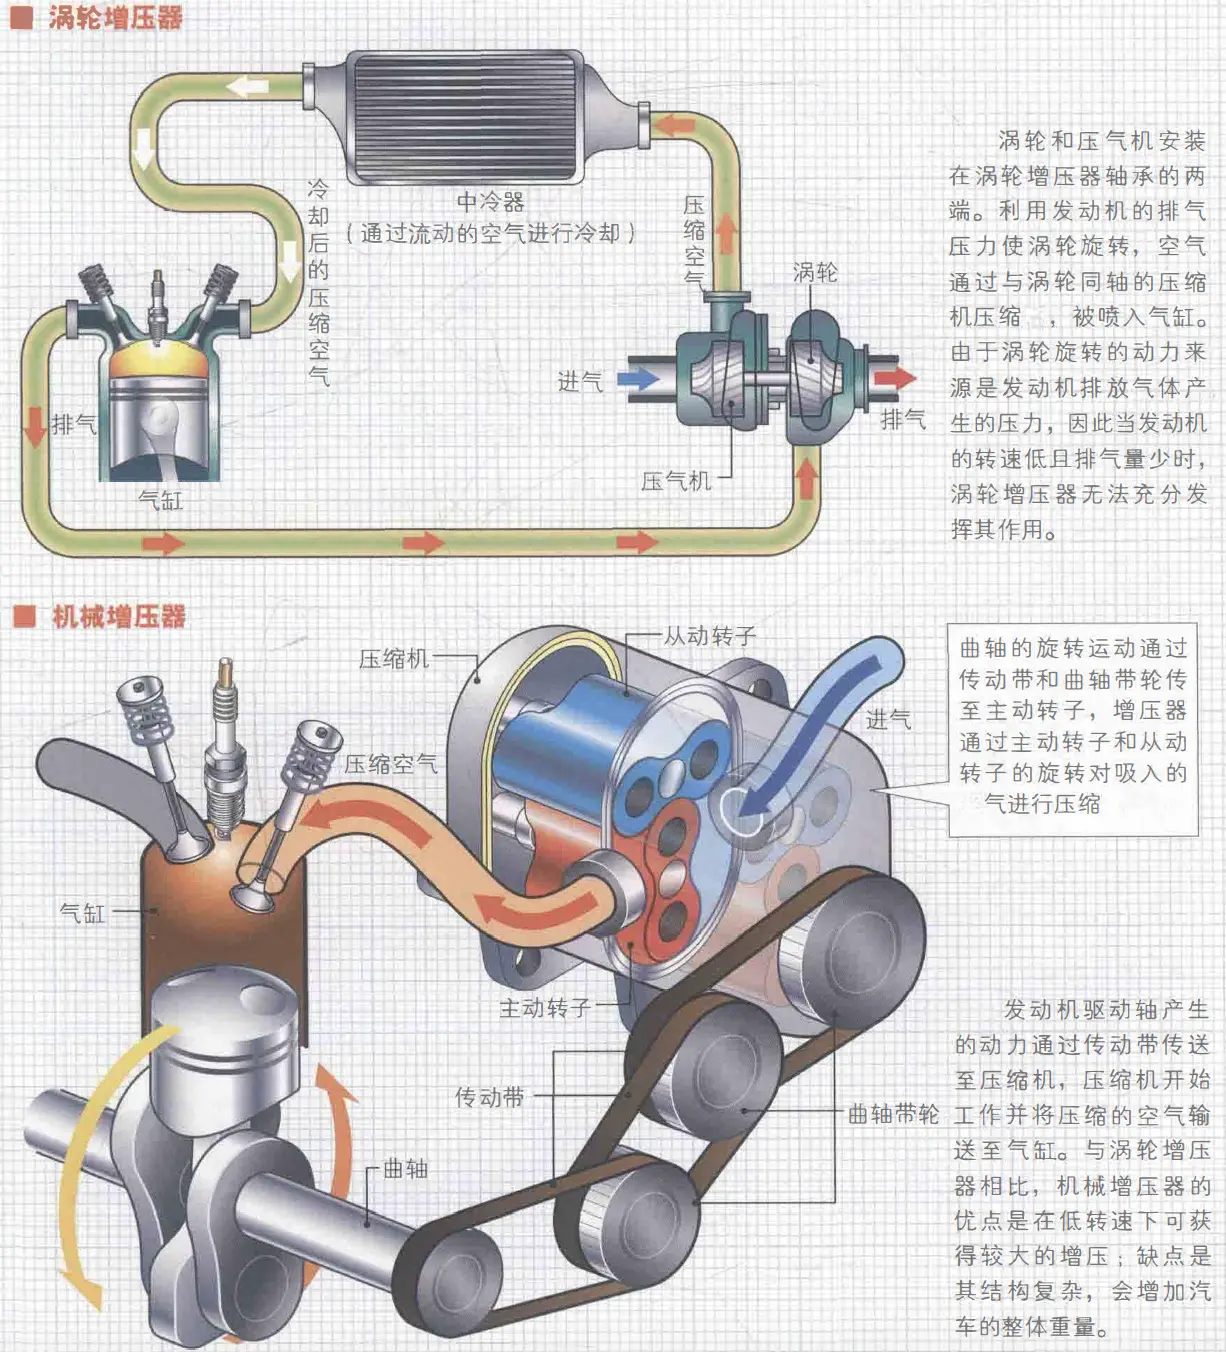 涡轮增压器
中冷器
（通过流动的空气进行冷却）
冷却后的压缩空气
压缩空气
涡轮
进气
排气
压气机
排气
气缸
涡轮和压气机安装
在涡轮增压器轴承的两
端。利用发动机的排气
压力使涡轮旋转，空气
通过与涡轮同轴的压缩
机压缩，被喷入气缸。
由于涡轮旋转的动力来
源是发动机排放气体产
生的压力，因此当发动机
的转速低且排气量少时，
涡轮增压器无法充分发
挥其作用。
机械增压器
从动转子
压缩机
进气
压缩空气
气缸
主动转子
传动带
曲轴带轮
曲轴
曲轴的旋转运动通过
传动带和曲轴带轮传
至主动转子，增压器
通过主动转子和从动
转子的旋转对吸入的
气进行压缩
发动机驱动轴产生
的动力通过传动带传送
至压缩机，压缩机开始
工作并将压缩的空气输
送至气缸。与涡轮增压
器相比，机械增压器的
优点是在低转速下可获
得较大的增压；缺点是
其结构复杂，会增加汽
车的整体重量。